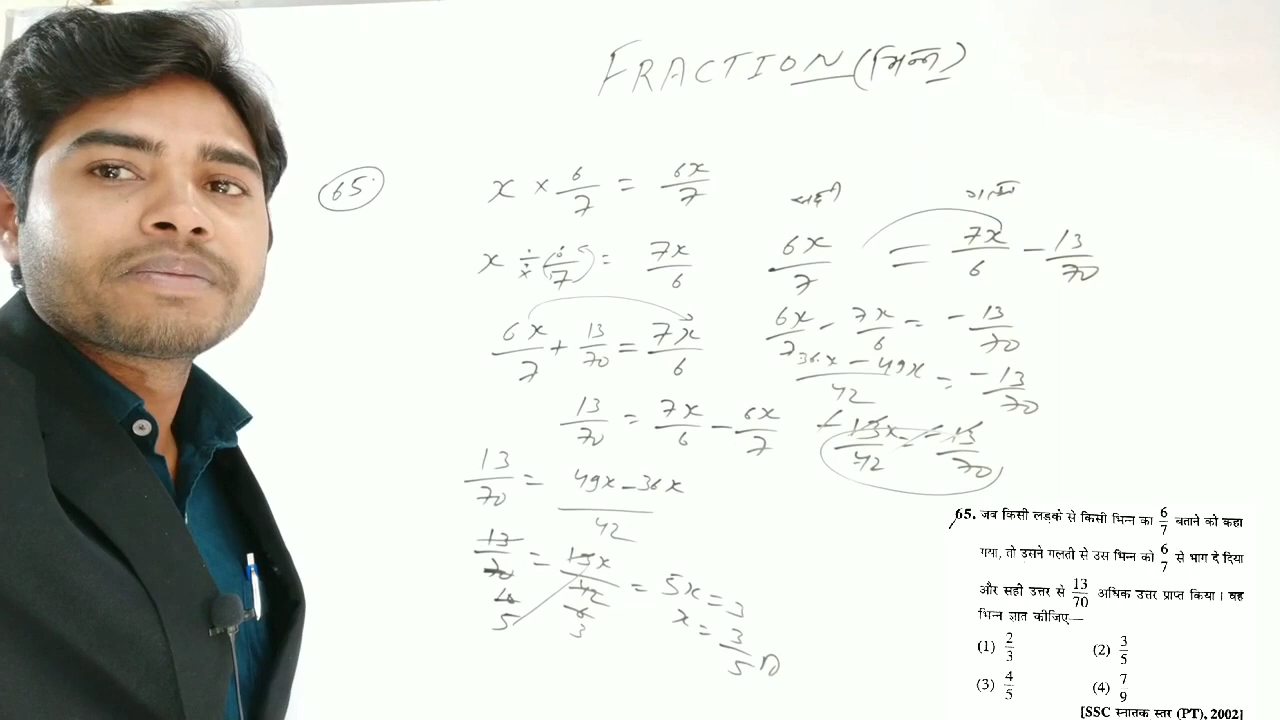 FRACTION (भिन्न)
65.
x × 6/7 = 6x/7
x ÷ (6/7) = 7x/6
6x/7 + 13/70 = 7x/6
13/70 = 7x/6 - 6x/7
13/70 = 49x - 36x / 42
13/70 = 13x/42 = 5x = 3
x = 3/5
सही
6x/7 = 7x/6 - 13/70
6x/7 - 7x/6 = -13/70
36x - 49x / 42 = -13/70
-13x/42 = -13/70
65. जब किसी लड़के से किसी भिन्न का 6/7 बताने को कहा
गया, तो उसने गलती से उस भिन्न को 6/7 से भाग दे दिया
और सही उत्तर से 13/70 अधिक उत्तर प्राप्त किया। वह
भिन्न ज्ञात कीजिए—
(1) 2/3 (2) 3/5
(3) 4/5 (4) 7/9
[SSC स्नातक स्तर (PT), 2002]